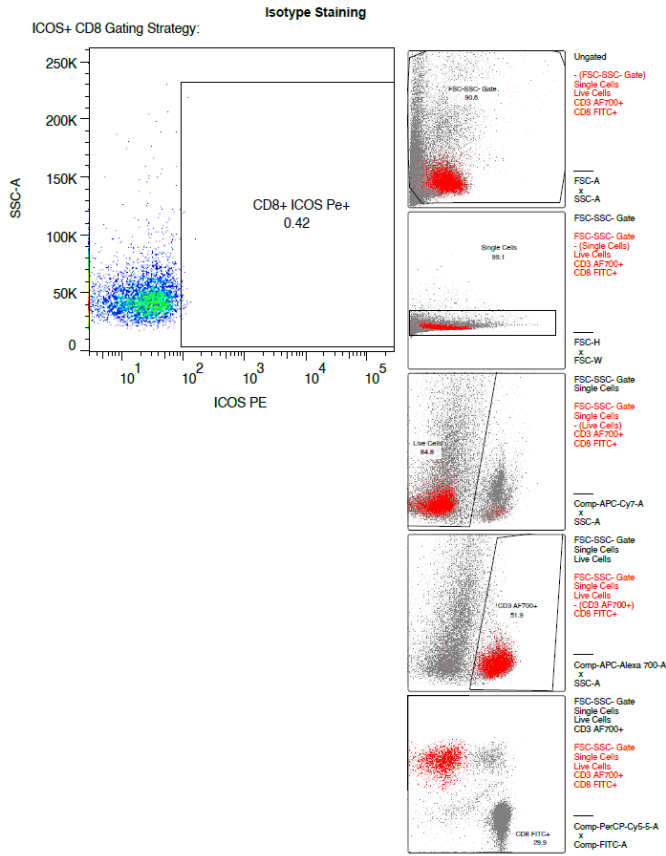 Isotype Staining
ICOS+ CD8 Gating Strategy:
250K
200K
150K
100K
50K
0
SSC-A
CD8+ ICOS Pe+
0.42
10^1
10^2
10^3
10^4
10^5
ICOS PE
FSC-SSC- Gate
90.6
Ungated
- (FSC-SSC- Gate)
Single Cells
Live Cells
CD3 AF700+
CD8 FITC+
FSC-A
x
SSC-A
Single Cells
99.1
FSC-SSC- Gate
FSC-SSC- Gate
- (Single Cells)
Live Cells
CD3 AF700+
CD8 FITC+
FSC-H
x
FSC-W
Live Cells
84.8
FSC-SSC- Gate
Single Cells
FSC-SSC- Gate
Single Cells
- (Live Cells)
CD3 AF700+
CD8 FITC+
Comp-APC-Cy7-A
x
SSC-A
CD3 AF700+
51.9
FSC-SSC- Gate
Single Cells
Live Cells
FSC-SSC- Gate
Single Cells
Live Cells
- (CD3 AF700+)
CD8 FITC+
Comp-APC-Alexa 700-A
x
SSC-A
CD8 FITC+
29.9
FSC-SSC- Gate
Single Cells
Live Cells
CD3 AF700+
FSC-SSC- Gate
Single Cells
Live Cells
CD3 AF700+
CD8 FITC+
Comp-PerCP-Cy5-5-A
x
Comp-FITC-A